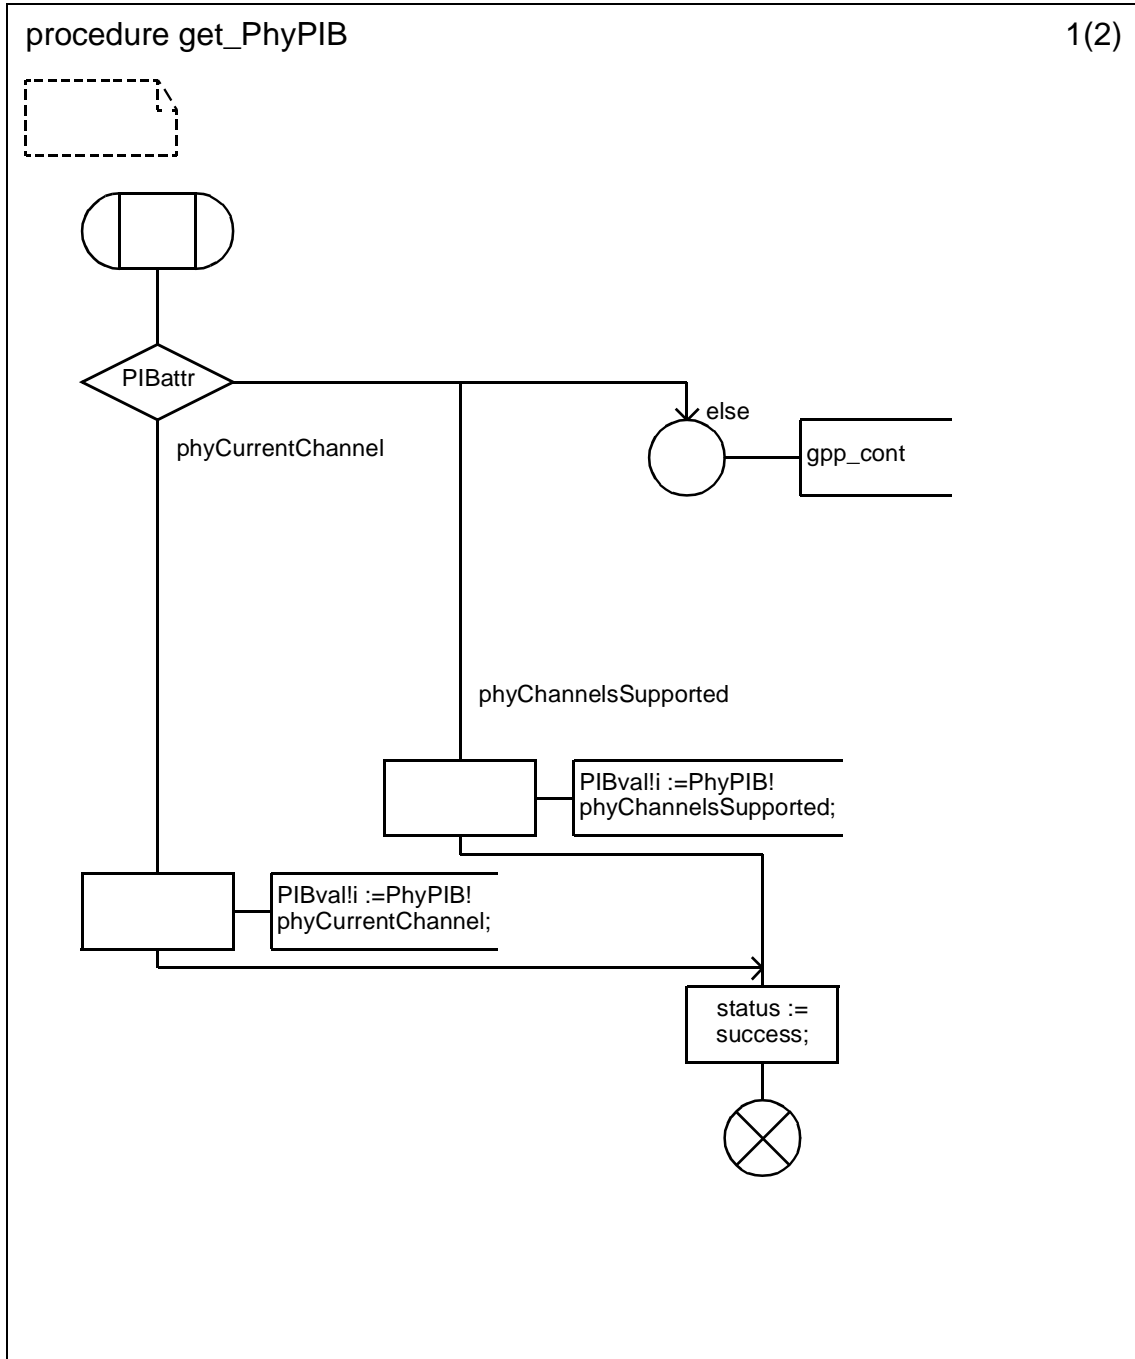 procedure get_PhyPIB
1(2)
PIBattr
else
phyCurrentChannel
gpp_cont
phyChannelsSupported
PIBval!i :=PhyPIB!
phyChannelsSupported;
PIBval!i :=PhyPIB!
phyCurrentChannel;
status :=
success;